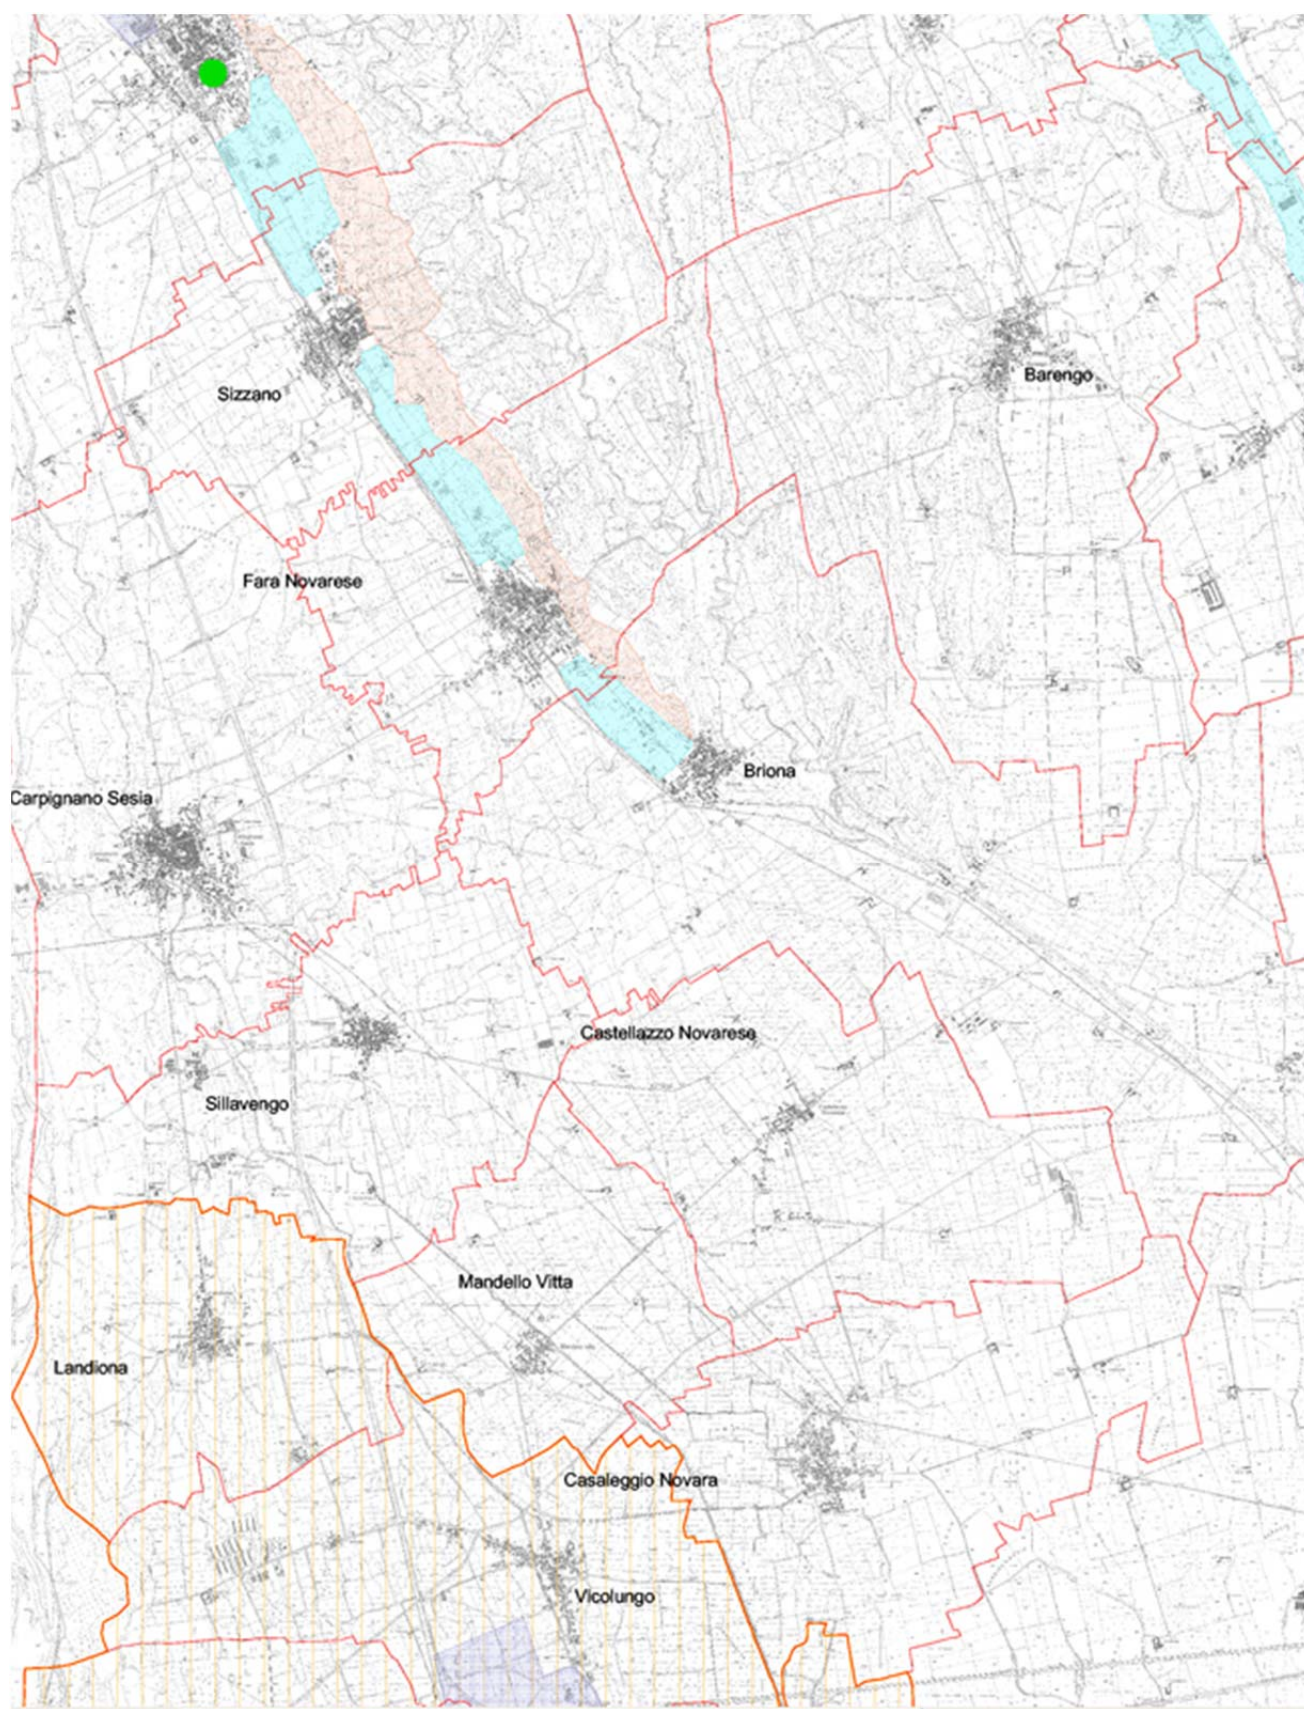 Sizzano
Barengo
Fara Novarese
Briona
Carpignano Sesia
Castellazzo Novarese
Sillavengo
Mandello Vitta
Landiona
Casaleggio Novara
Vicolungo